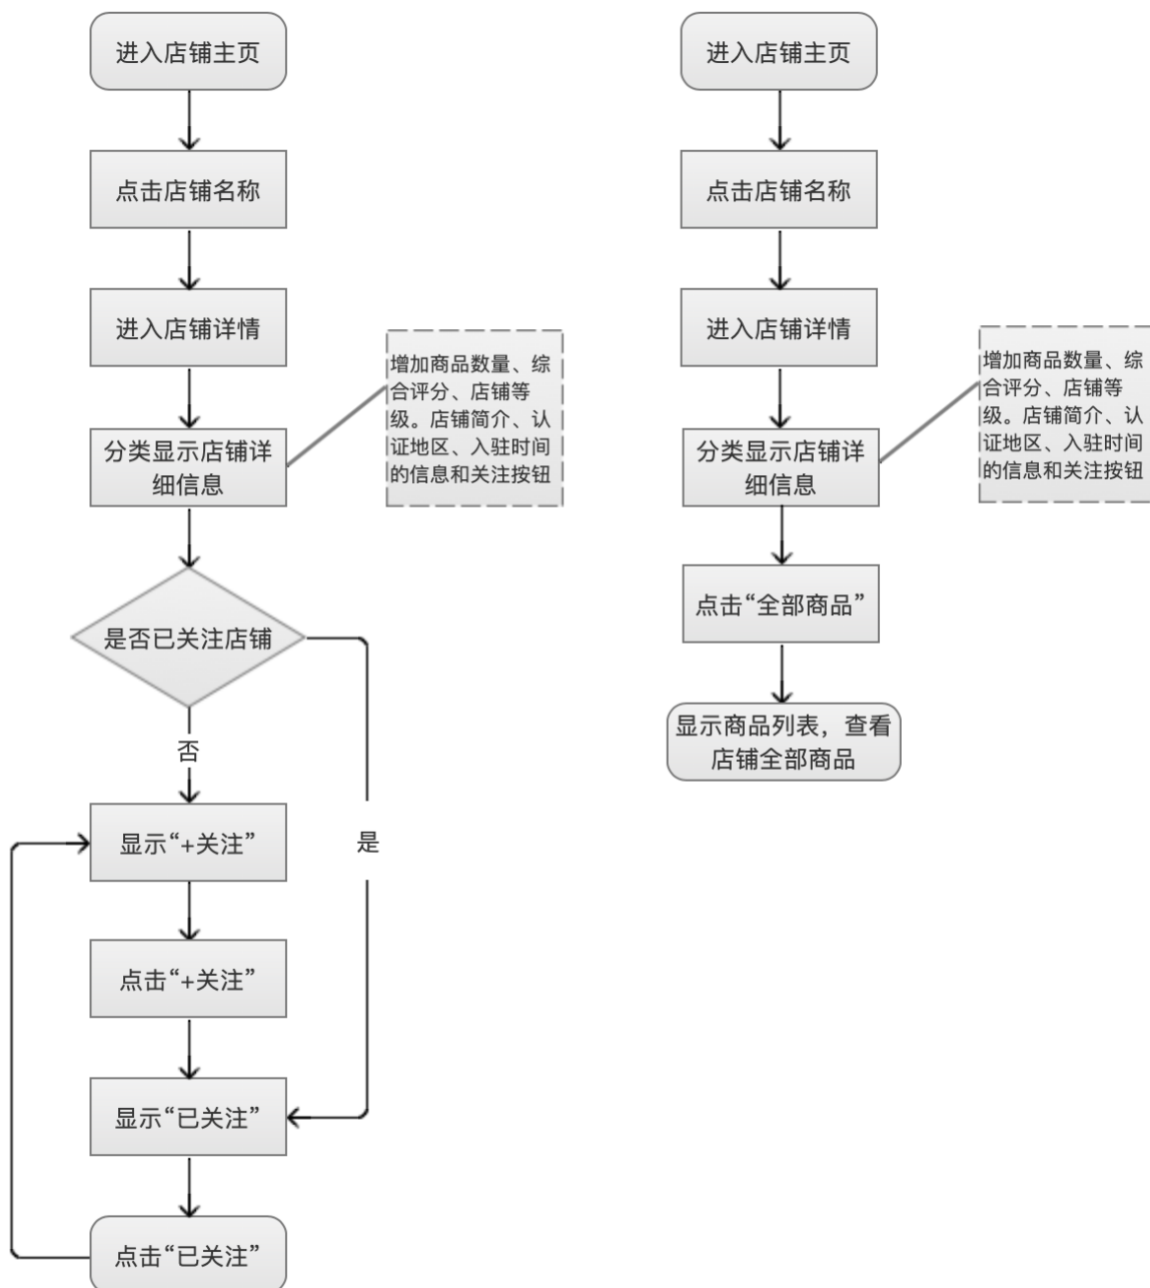 进入店铺主页
点击店铺名称
进入店铺详情
分类显示店铺详
细信息
增加商品数量、综
合评分、店铺等
级。店铺简介、认
证地区、入驻时间
的信息和关注按钮
是否已关注店铺
否
是
显示“+关注”
点击“+关注”
显示“已关注”
点击“已关注”
进入店铺主页
点击店铺名称
进入店铺详情
分类显示店铺详
细信息
增加商品数量、综
合评分、店铺等
级。店铺简介、认
证地区、入驻时间
的信息和关注按钮
点击“全部商品”
显示商品列表，查看
店铺全部商品